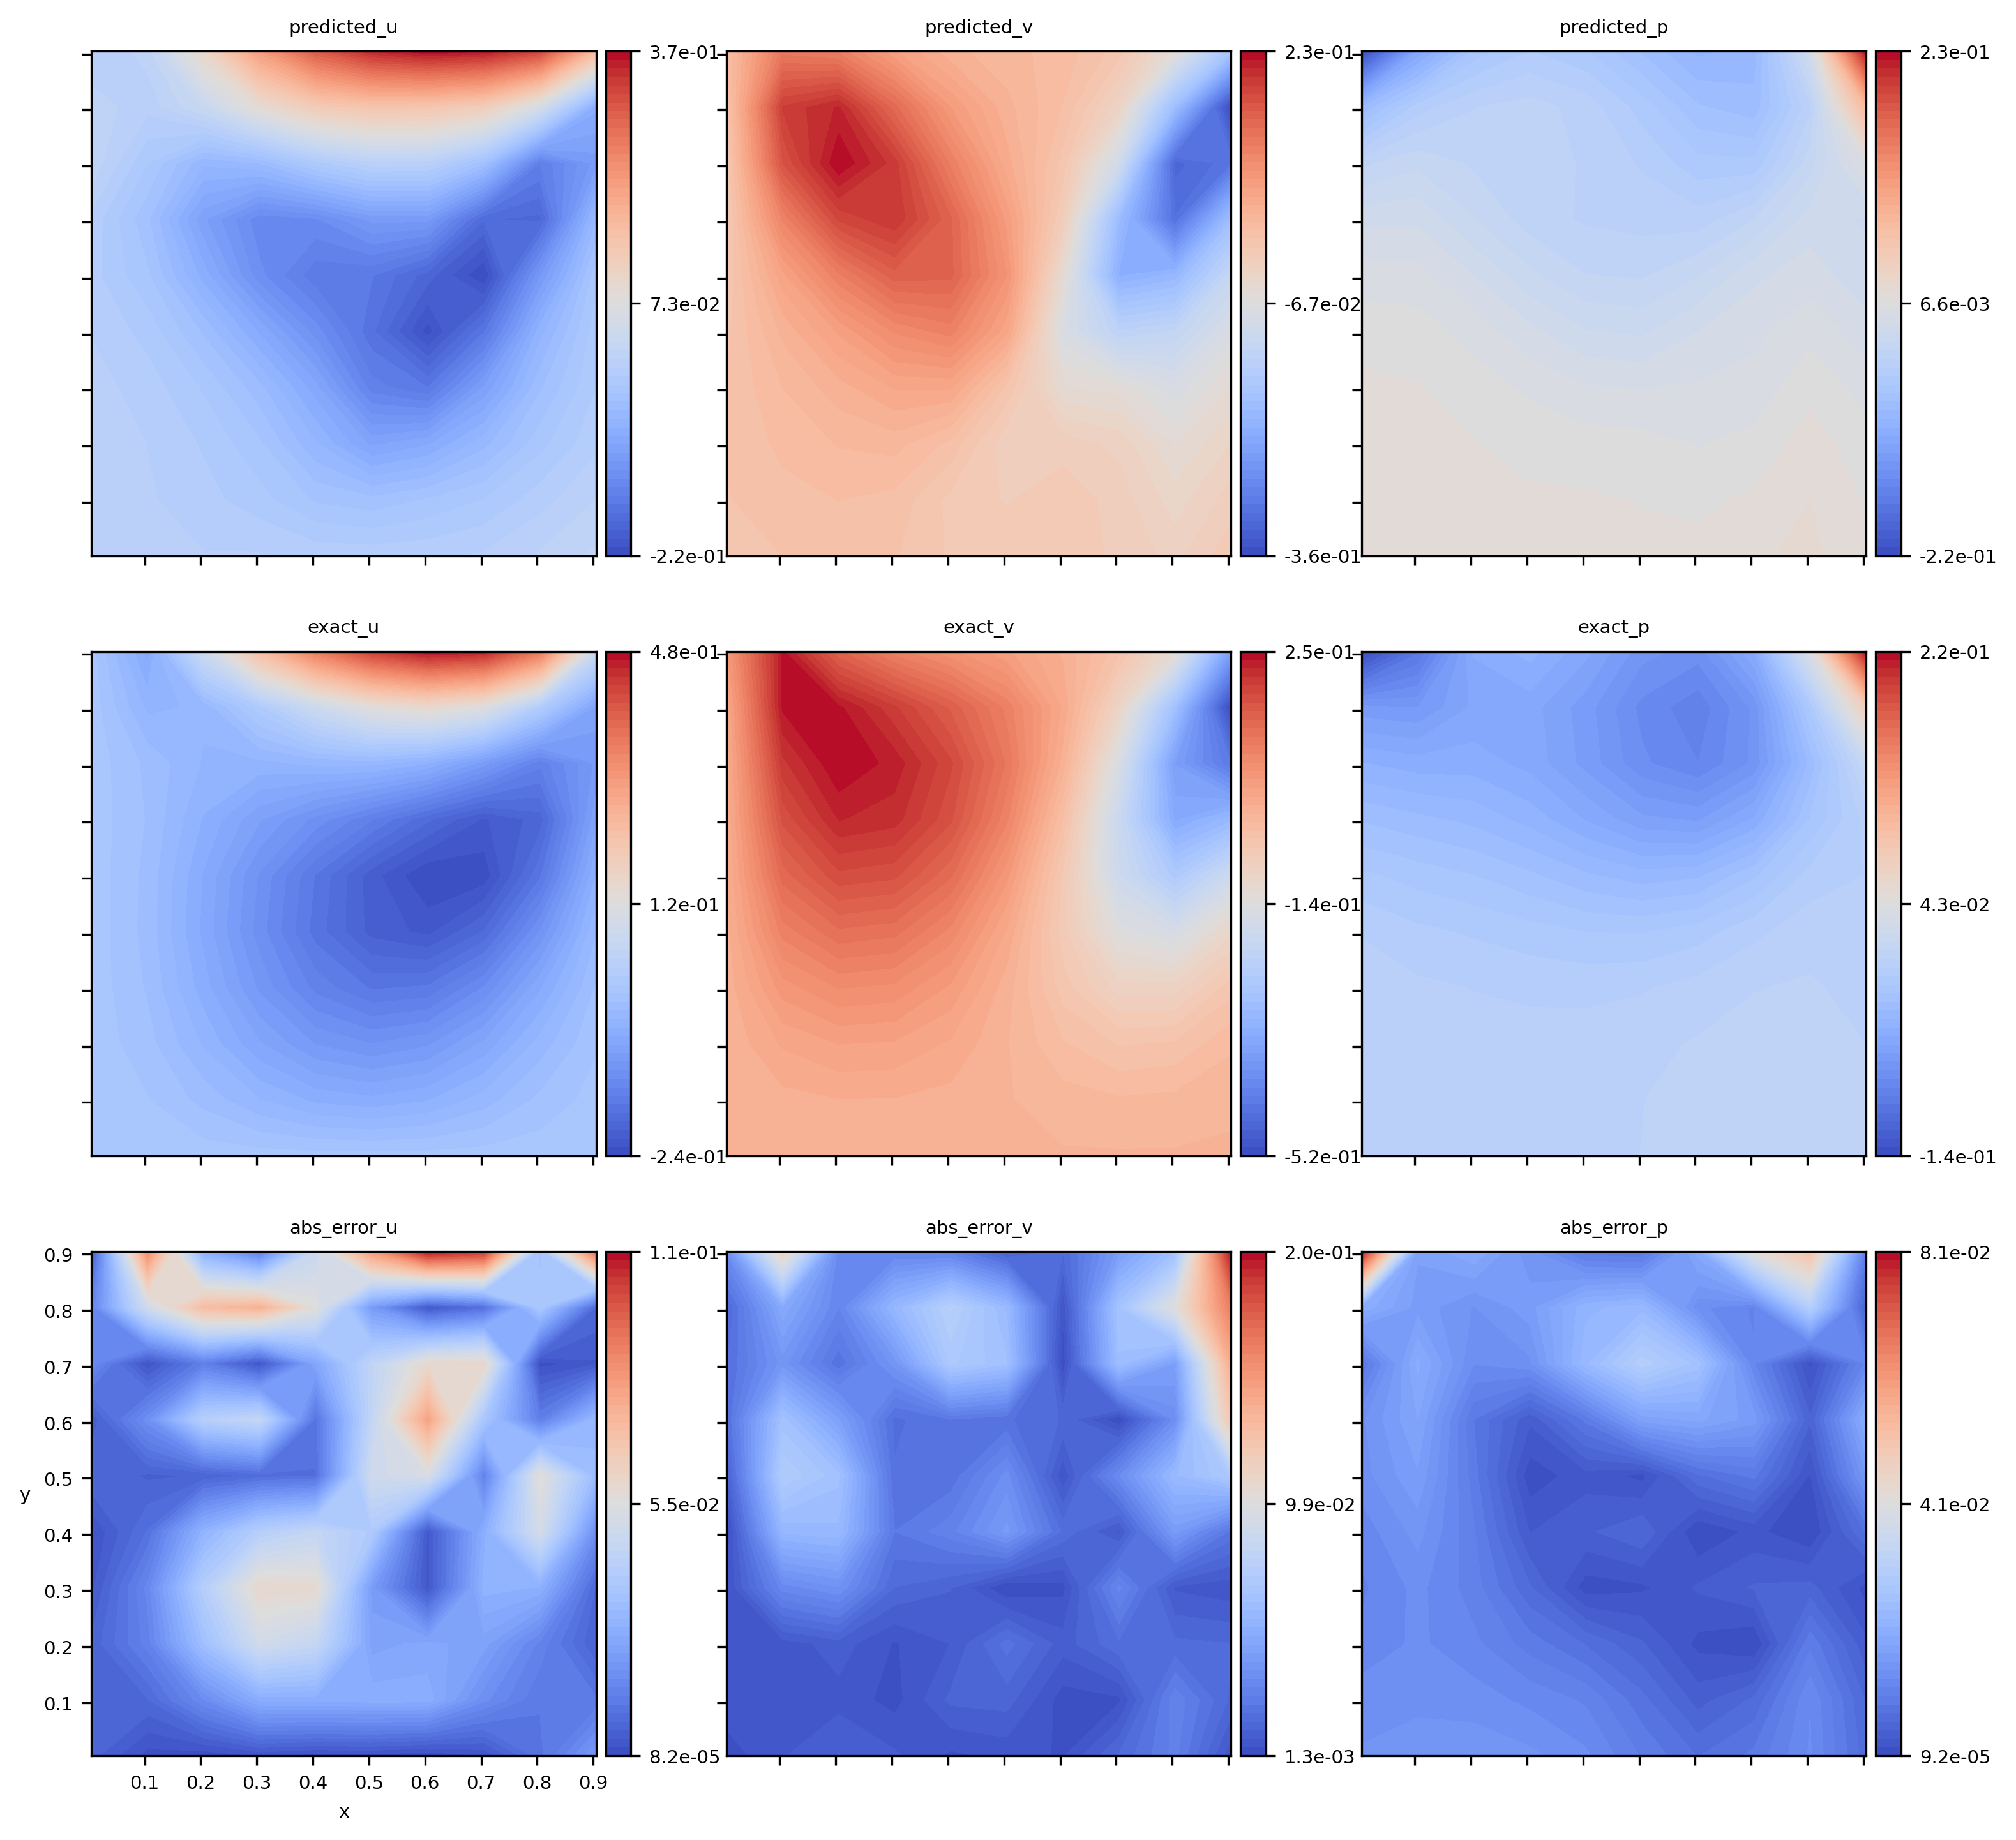 predicted_u
predicted_v
predicted_p
3.7e-01
2.3e-01
2.3e-01
7.3e-02
-6.7e-02
6.6e-03
-2.2e-01
-3.6e-01
-2.2e-01
exact_u
exact_v
exact_p
4.8e-01
2.5e-01
2.2e-01
1.2e-01
-1.4e-01
4.3e-02
-2.4e-01
-5.2e-01
-1.4e-01
abs_error_u
abs_error_v
abs_error_p
1.1e-01
2.0e-01
8.1e-02
0.9
0.8
0.7
0.6
0.5
5.5e-02
9.9e-02
4.1e-02
y
0.4
0.3
0.2
0.1
8.2e-05
1.3e-03
9.2e-05
0.1 0.2 0.3 0.4 0.5 0.6 0.7 0.8 0.9
x